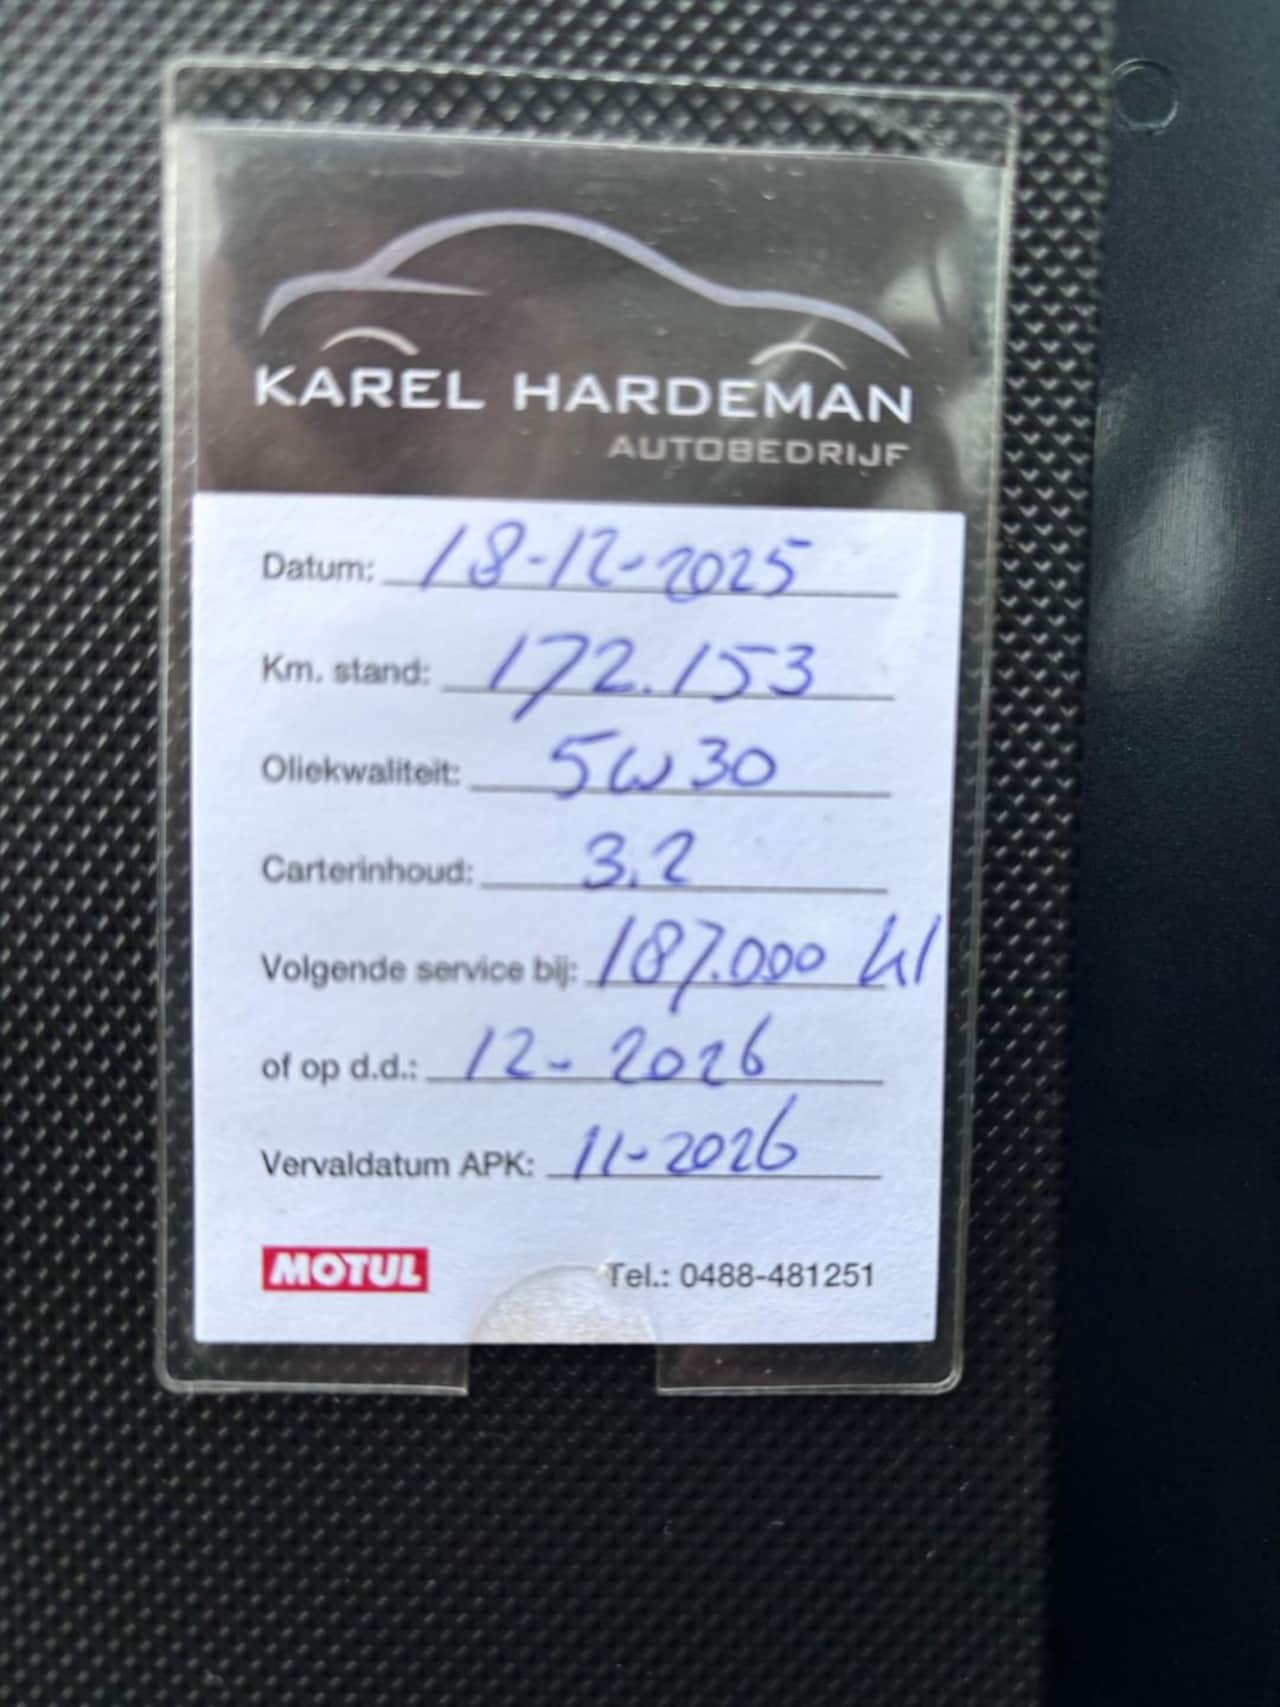 KAREL HARDEMAN
AUTOBEDRIJF
Datum: 18-12-2025
Km. stand: 172.153
Oliekwaliteit: 5W30
Carterinhoud: 3.2
Volgende service bij: 187.000
of op d.d.: 12-2026
Vervaldatum APK: 11-2026
MOTUL
Tel.: 0488-481251